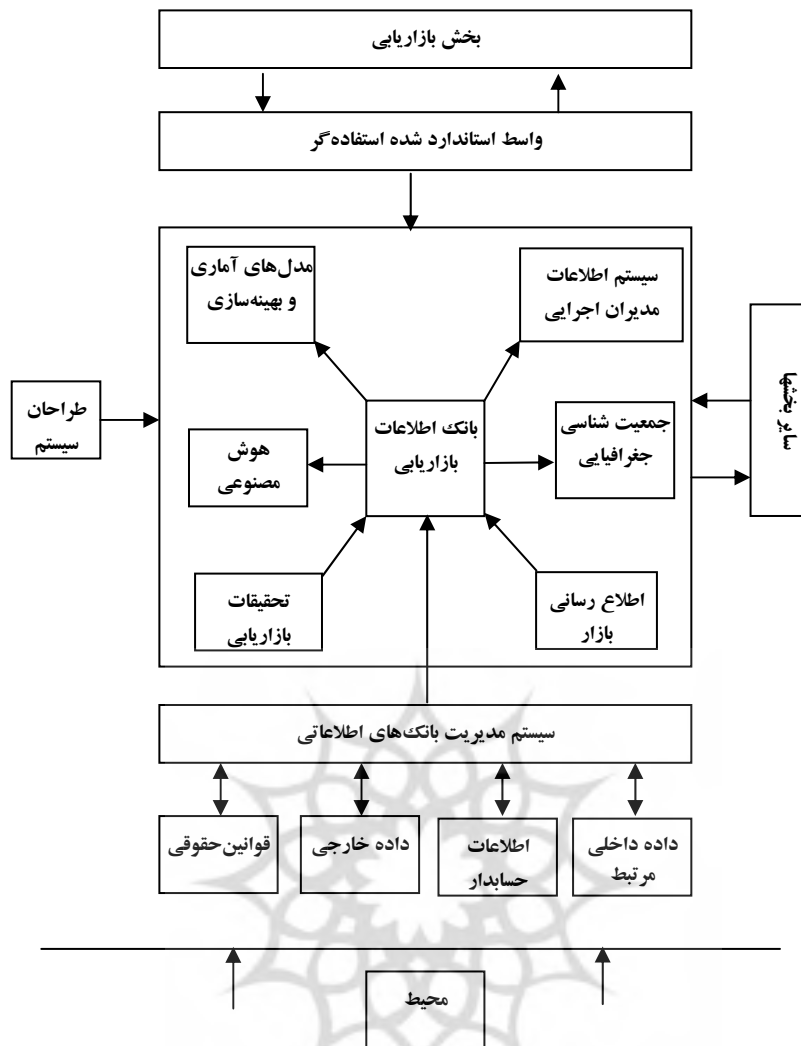 بخش بازاریابی
واسط استاندارد شده استفاده‌گر
سیستم اطلاعات
مدیران اجرایی
مدل‌های آماری
و بهینه‌سازی
سایر بخشها
طراحان
سیستم
بانک اطلاعات
بازاریابی
جمعیت شناسی
جغرافیایی
هوش
مصنوعی
اطلاع رسانی
بازار
تحقیقات
بازاریابی
سیستم مدیریت بانک‌های اطلاعاتی
داده داخلی
مرتبط
اطلاعات
حسابدار
داده خارجی
قوانین حقوقی
محیط